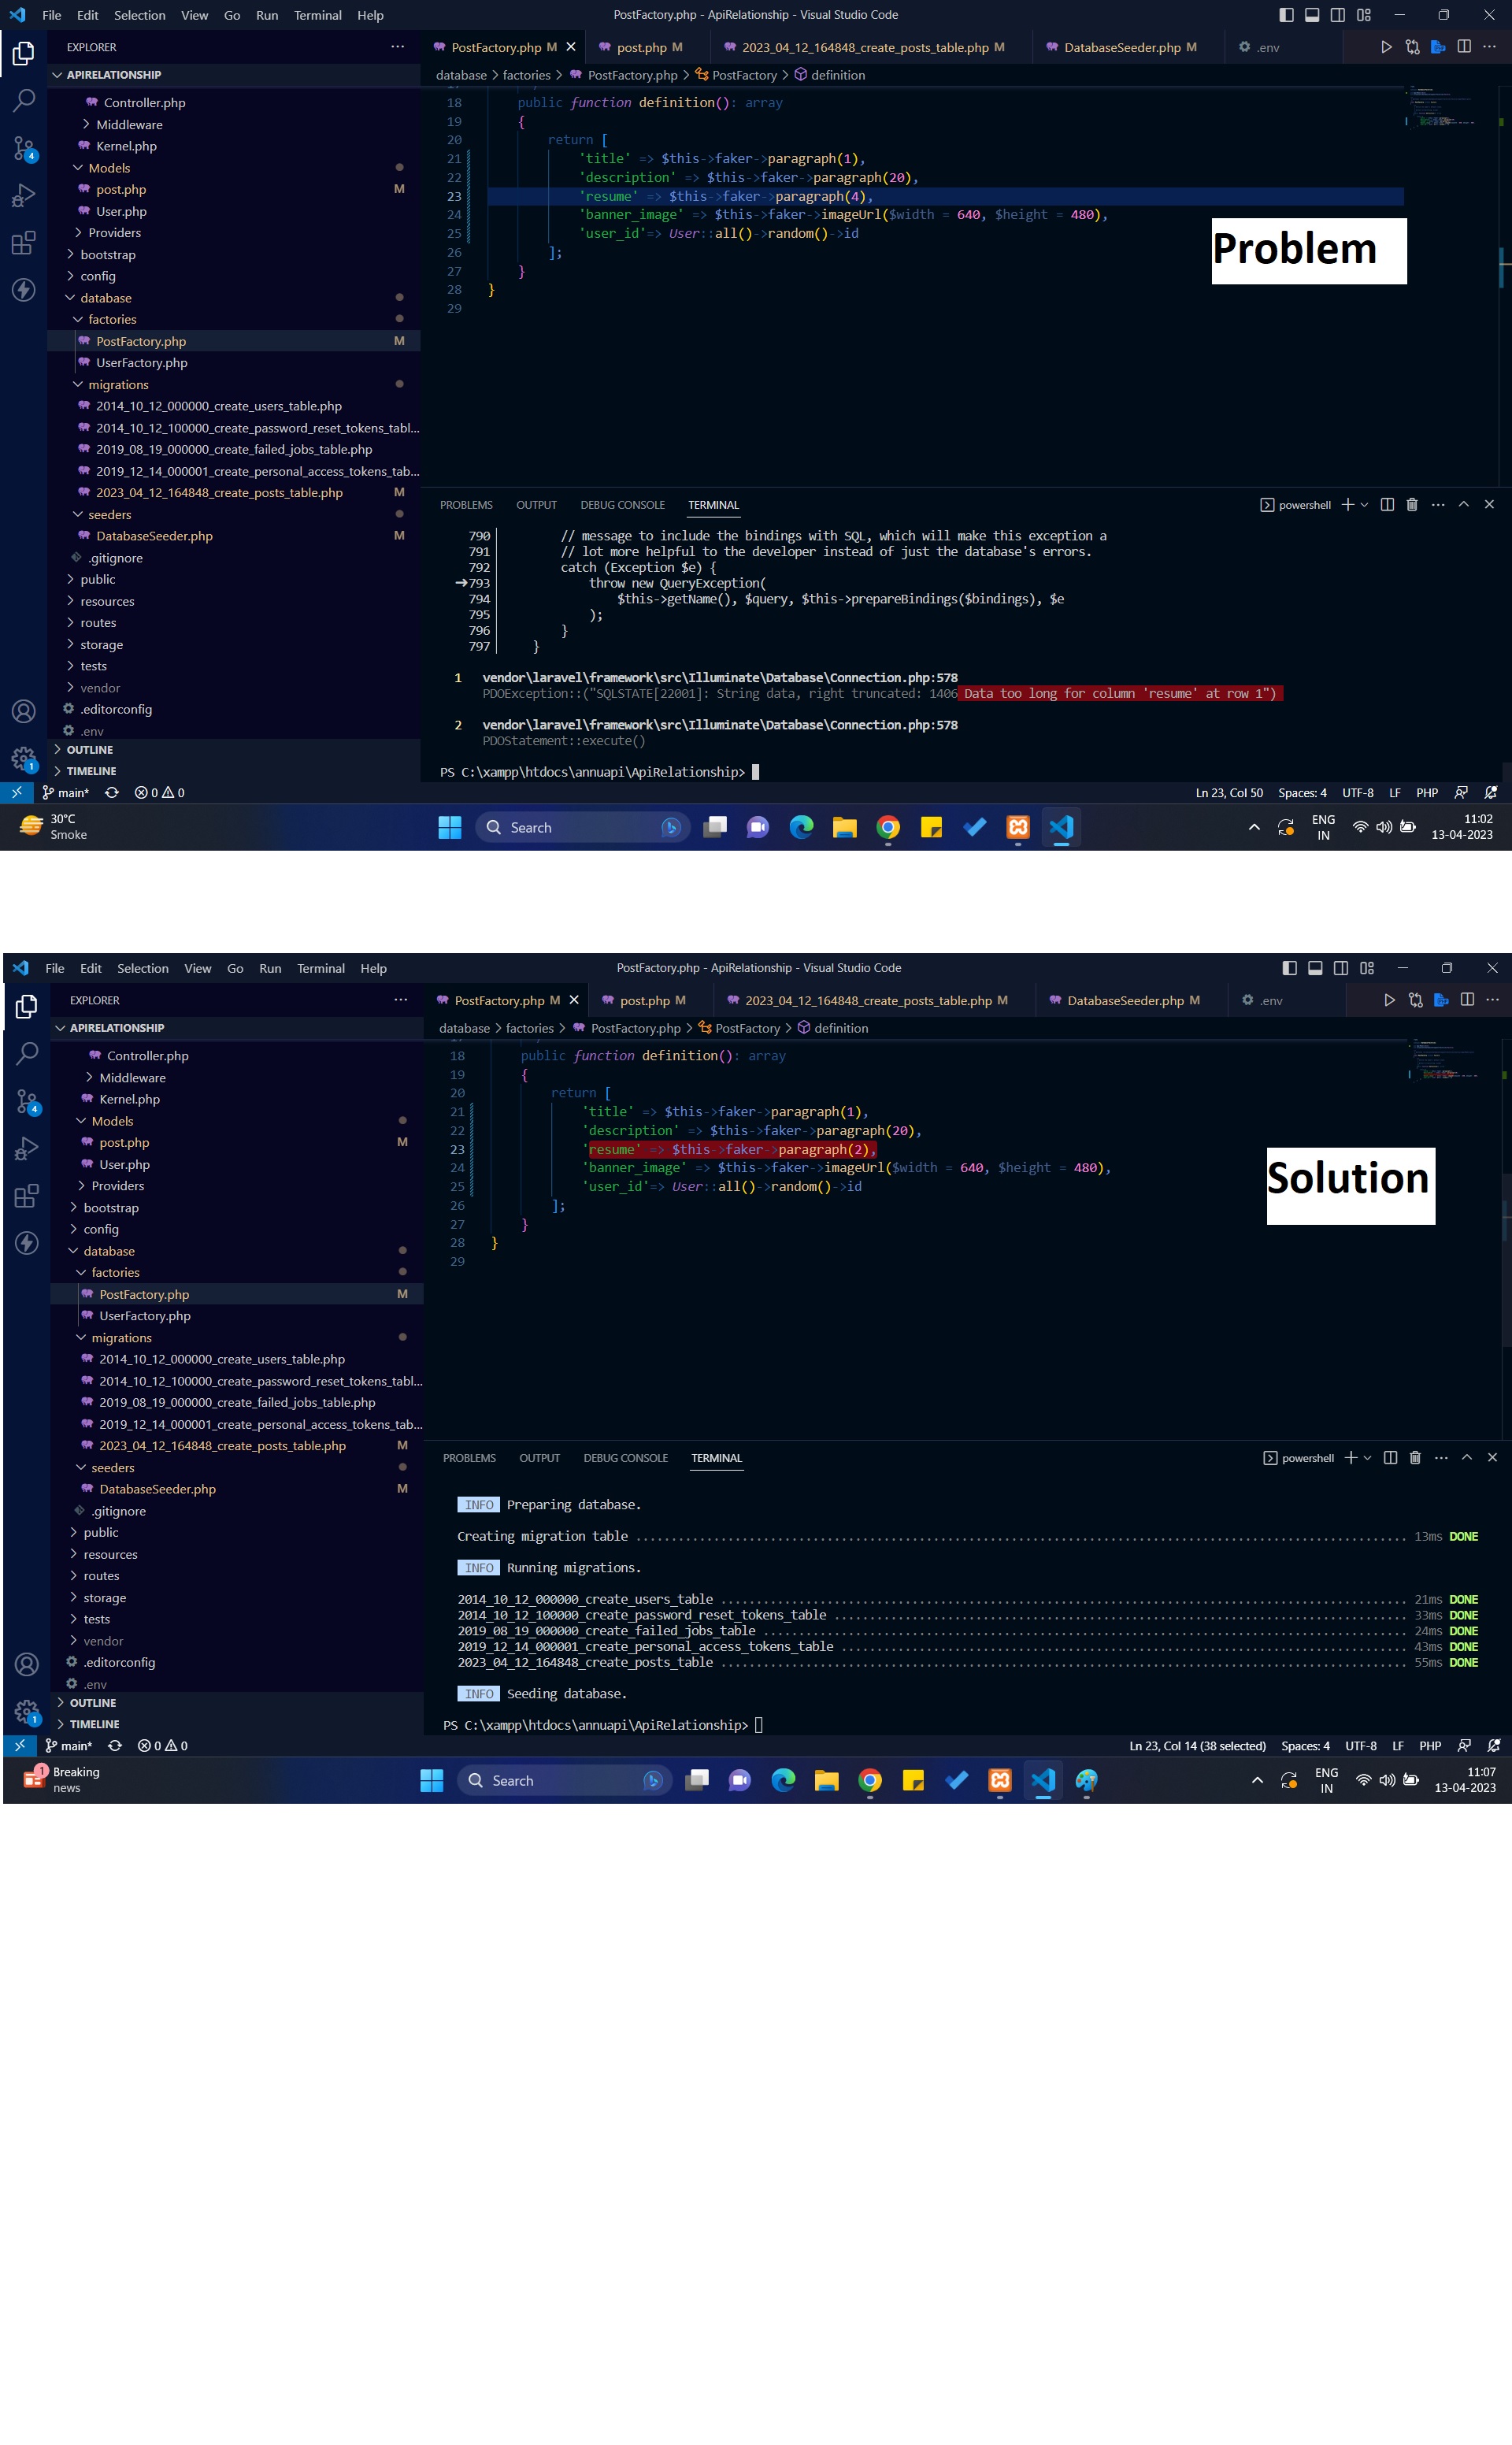 File Edit Selection View Go Run Terminal Help PostFactory.php - ApiRelationship - Visual Studio Code
EXPLORER ··· PostFactory.php M post.php M 2023_04_12_164848_create_posts_table.php M DatabaseSeeder.php M .env ···
APIRELATIONSHIP database > factories > PostFactory.php > PostFactory > definition
Controller.php
Middleware
Kernel.php
Models
post.php M
User.php
Providers
bootstrap
config
database
factories
PostFactory.php M
UserFactory.php
migrations
2014_10_12_000000_create_users_table.php
2014_10_12_100000_create_password_reset_tokens_tabl...
2019_08_19_000000_create_failed_jobs_table.php
2019_12_14_000001_create_personal_access_tokens_tab...
2023_04_12_164848_create_posts_table.php M
seeders
DatabaseSeeder.php M
.gitignore
public
resources
routes
storage
tests
vendor
.editorconfig
.env
OUTLINE
TIMELINE
4
1
18 public function definition(): array
19 {
20 return [
21 'title' => $this->faker->paragraph(1),
22 'description' => $this->faker->paragraph(20),
23 'resume' => $this->faker->paragraph(4),
24 'banner_image' => $this->faker->imageUrl($width = 640, $height = 480),
25 'user_id'=> User::all()->random()->id
26 ];
27 }
28 }
29
Problem
PROBLEMS OUTPUT DEBUG CONSOLE TERMINAL powershell ···
790 // message to include the bindings with SQL, which will make this exception a
791 // lot more helpful to the developer instead of just the database's errors.
792 catch (Exception $e) {
➜793 throw new QueryException(
794 $this->getName(), $query, $this->prepareBindings($bindings), $e
795 );
796 }
797 }
1 vendor\laravel\framework\src\Illuminate\Database\Connection.php:578
PDOException::("SQLSTATE[22001]: String data, right truncated: 1406 Data too long for column 'resume' at row 1")
2 vendor\laravel\framework\src\Illuminate\Database\Connection.php:578
PDOStatement::execute()
PS C:\xampp\htdocs\annuapi\ApiRelationship>
main* 0 0 Ln 23, Col 50 Spaces: 4 UTF-8 LF PHP
30°C
Smoke
Search
ENG
IN
11:02
13-04-2023
File Edit Selection View Go Run Terminal Help PostFactory.php - ApiRelationship - Visual Studio Code
EXPLORER ··· PostFactory.php M post.php M 2023_04_12_164848_create_posts_table.php M DatabaseSeeder.php M .env ···
APIRELATIONSHIP database > factories > PostFactory.php > PostFactory > definition
Controller.php
Middleware
Kernel.php
Models
post.php M
User.php
Providers
bootstrap
config
database
factories
PostFactory.php M
UserFactory.php
migrations
2014_10_12_000000_create_users_table.php
2014_10_12_100000_create_password_reset_tokens_tabl...
2019_08_19_000000_create_failed_jobs_table.php
2019_12_14_000001_create_personal_access_tokens_tab...
2023_04_12_164848_create_posts_table.php M
seeders
DatabaseSeeder.php M
.gitignore
public
resources
routes
storage
tests
vendor
.editorconfig
.env
OUTLINE
TIMELINE
4
1
18 public function definition(): array
19 {
20 return [
21 'title' => $this->faker->paragraph(1),
22 'description' => $this->faker->paragraph(20),
23 'resume' => $this->faker->paragraph(2),
24 'banner_image' => $this->faker->imageUrl($width = 640, $height = 480),
25 'user_id'=> User::all()->random()->id
26 ];
27 }
28 }
29
Solution
PROBLEMS OUTPUT DEBUG CONSOLE TERMINAL powershell ···
INFO Preparing database.
Creating migration table ........ 13ms DONE
INFO Running migrations.
2014_10_12_000000_create_users_table ........ 21ms DONE
2014_10_12_100000_create_password_reset_tokens_table ........ 33ms DONE
2019_08_19_000000_create_failed_jobs_table ........ 24ms DONE
2019_12_14_000001_create_personal_access_tokens_table ........ 43ms DONE
2023_04_12_164848_create_posts_table ........ 55ms DONE
INFO Seeding database.
PS C:\xampp\htdocs\annuapi\ApiRelationship>
main* 0 0 Ln 23, Col 14 (38 selected) Spaces: 4 UTF-8 LF PHP
1
Breaking
news
Search
ENG
IN
11:07
13-04-2023